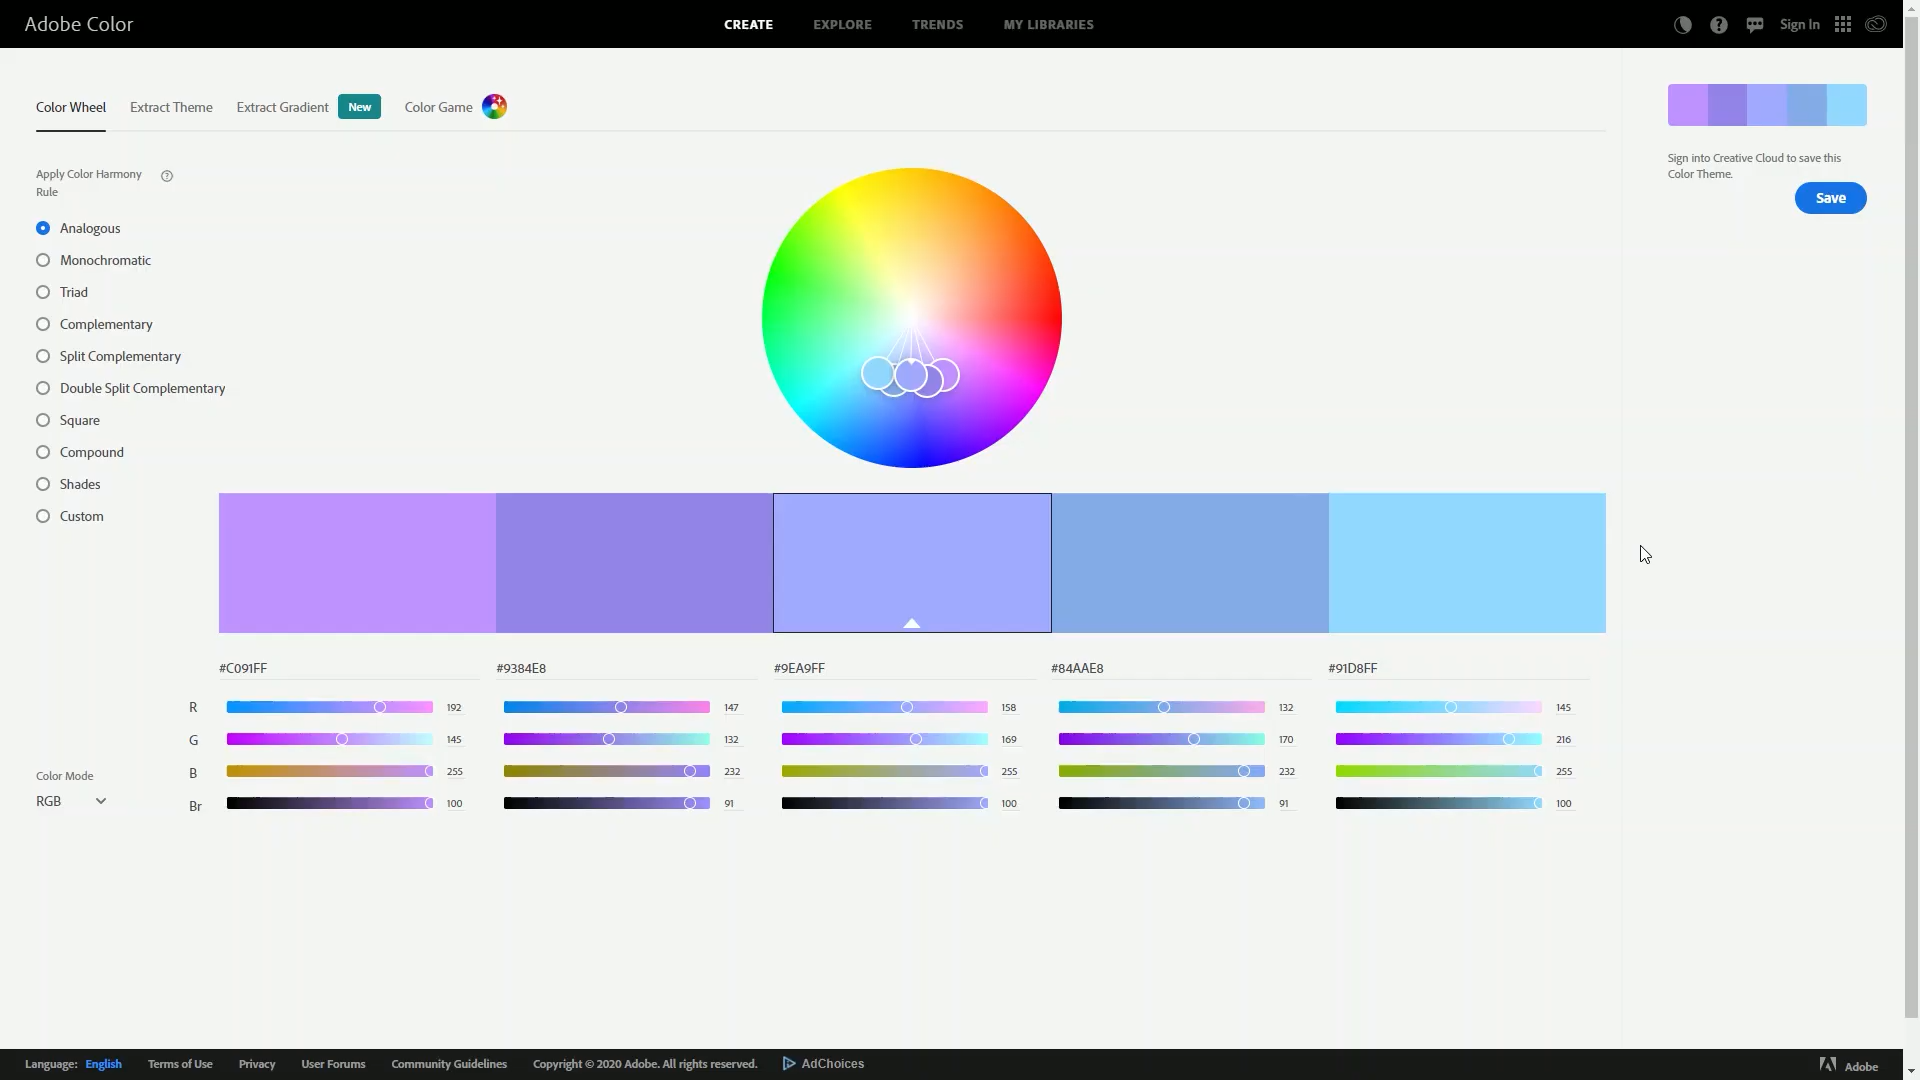 Adobe Color
CREATE EXPLORE TRENDS MY LIBRARIES
Sign In
Color Wheel Extract Theme Extract Gradient New Color Game
Apply Color Harmony
Rule
Analogous
Monochromatic
Triad
Complementary
Split Complementary
Double Split Complementary
Square
Compound
Shades
Custom
Sign into Creative Cloud to save this
Color Theme.
Save
#C091FF #9384E8 #9EA9FF #84AAE8 #91D8FF
R 192 147 158 132 145
G 145 132 169 170 216
B 255 232 255 232 255
Br 100 91 100 91 100
Color Mode
RGB
Language: English Terms of Use Privacy User Forums Community Guidelines Copyright © 2020 Adobe. All rights reserved. AdChoices Adobe